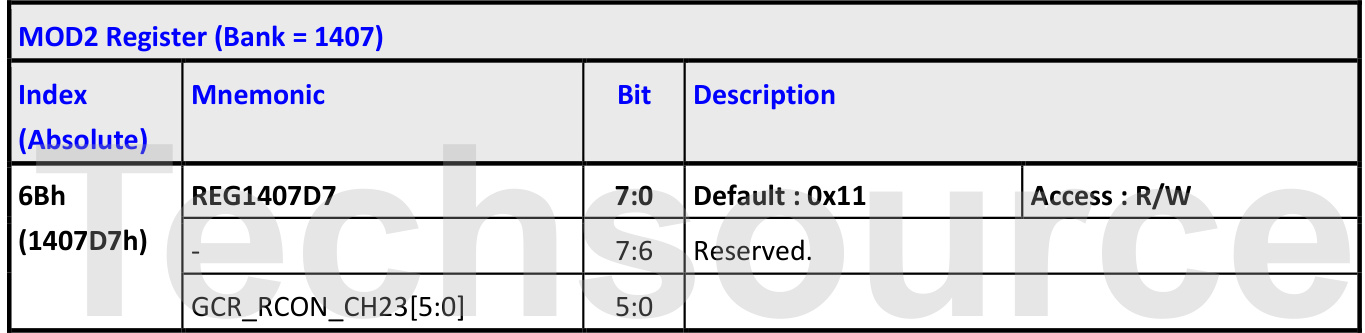 MOD2 Register (Bank = 1407)
Index (Absolute) Mnemonic Bit Description
6Bh (1407D7h) REG1407D7 7:0 Default : 0x11 Access : R/W
- 7:6 Reserved.
GCR_RCON_CH23[5:0] 5:0
Techsource